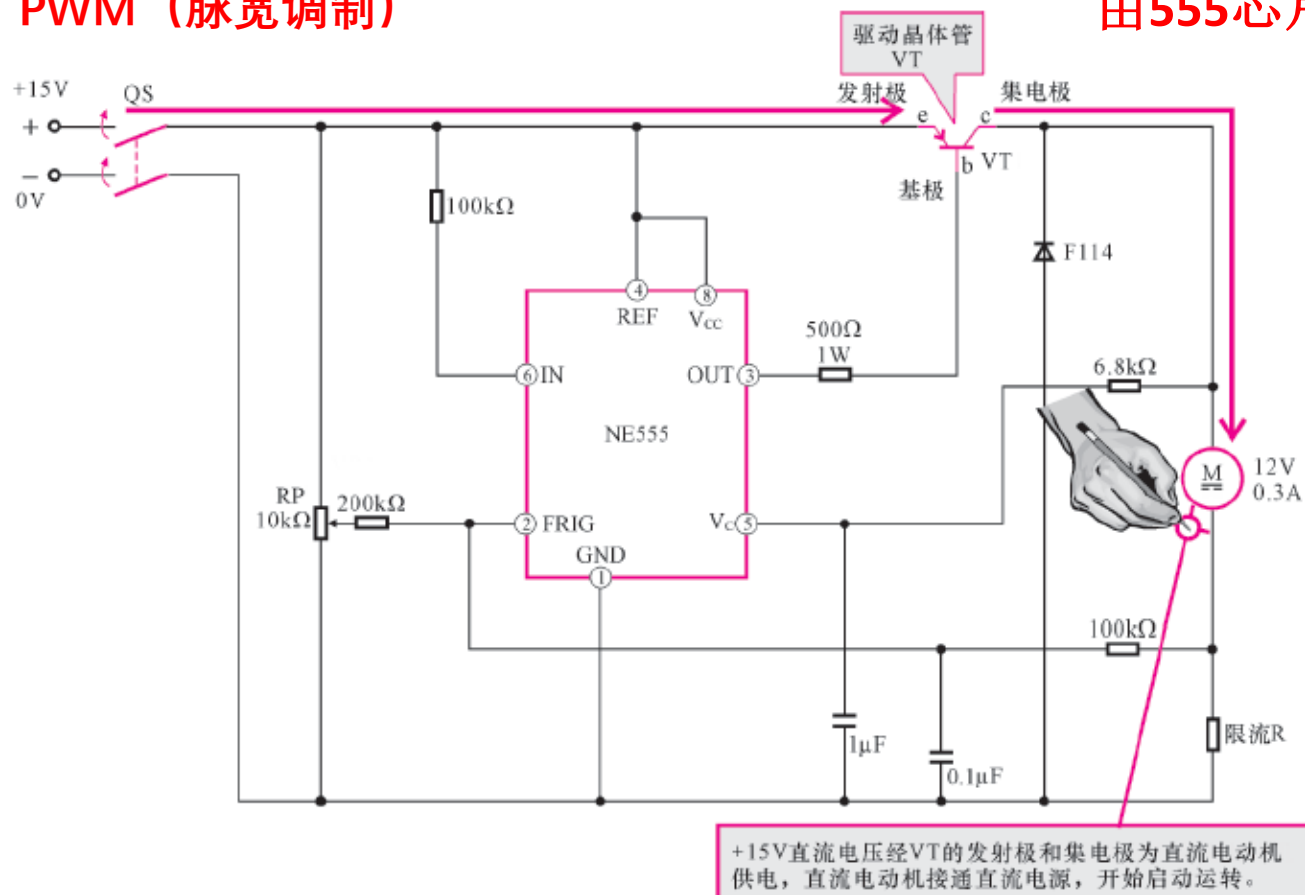 PWM（脉宽调制）
由555芯片
驱动晶体管
VT
+15V
QS
发射极
集电极
+
e
c
b
VT
−
0V
基极
100kΩ
F114
4
8
REF
Vcc
500Ω
1W
6.8kΩ
6
IN
OUT
3
NE555
M
12V
0.3A
RP
10kΩ
200kΩ
2
FRIG
Vc
5
GND
1
100kΩ
限流R
1μF
0.1μF
+15V直流电压经VT的发射极和集电极为直流电动机
供电，直流电动机接通直流电源，开始启动运转。